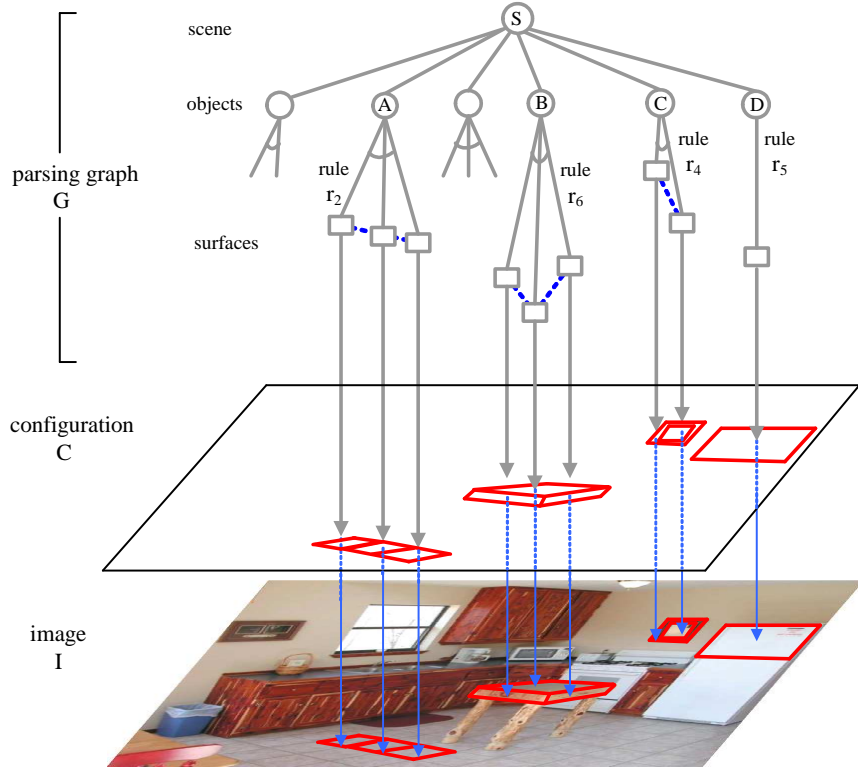 scene
S
objects
A
B
C
D
rule
r2
rule
r6
rule
r4
rule
r5
parsing graph
G
surfaces
configuration
C
image
I